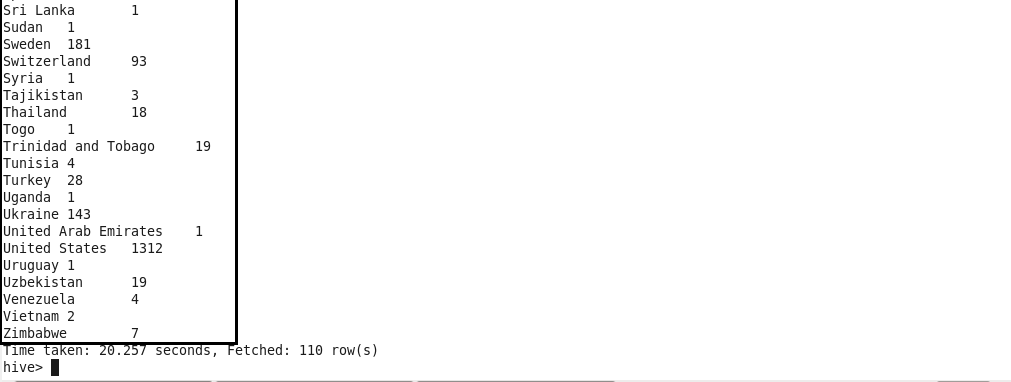 Sri Lanka 1
Sudan 1
Sweden 181
Switzerland 93
Syria 1
Tajikistan 3
Thailand 18
Togo 1
Trinidad and Tobago 19
Tunisia 4
Turkey 28
Uganda 1
Ukraine 143
United Arab Emirates 1
United States 1312
Uruguay 1
Uzbekistan 19
Venezuela 4
Vietnam 2
Zimbabwe 7
Time taken: 20.257 seconds, Fetched: 110 row(s)
hive>